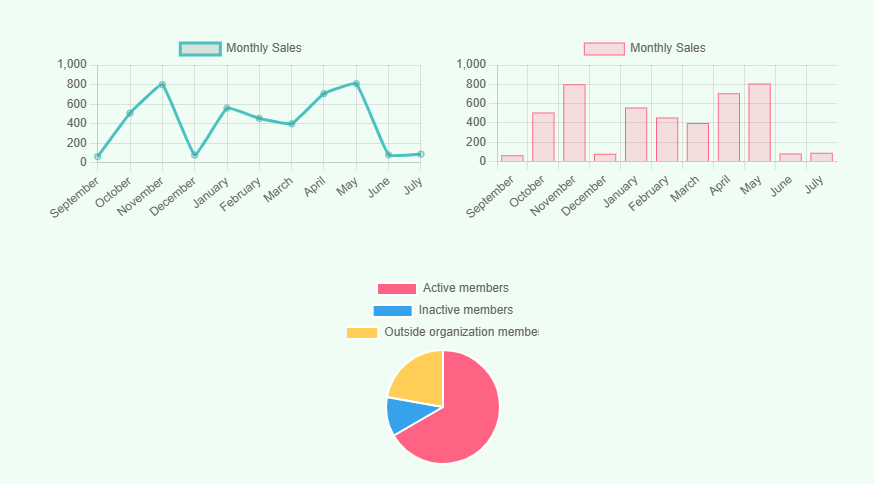 Monthly Sales
1,000
800
600
400
200
0
September
October
November
December
January
February
March
April
May
June
July
Monthly Sales
1,000
800
600
400
200
0
September
October
November
December
January
February
March
April
May
June
July
Active members
Inactive members
Outside organization membe